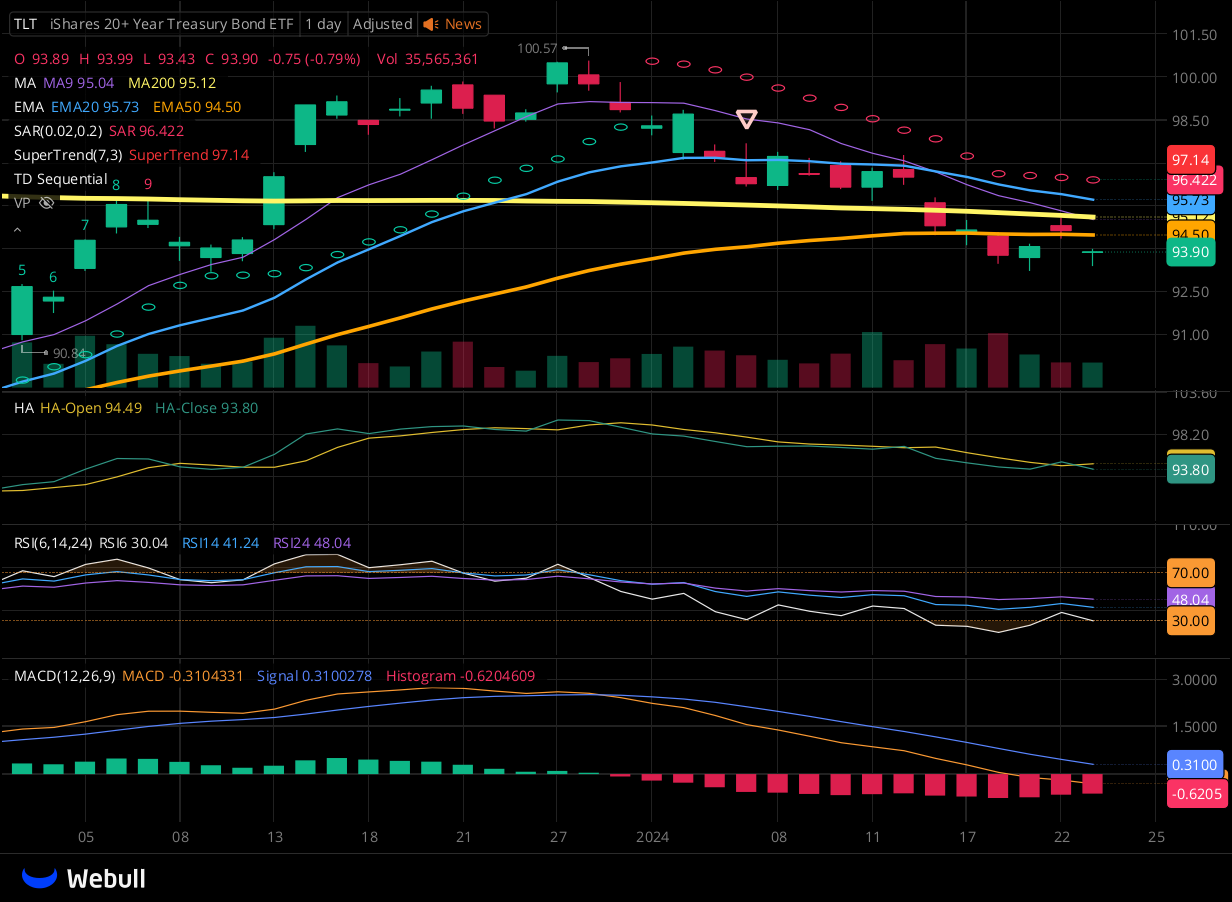 TLT iShares 20+ Year Treasury Bond ETF 1 day Adjusted News
101.50
100.57
O 93.89 H 93.99 L 93.43 C 93.90 -0.75 (-0.79%) Vol 35,565,361
100.00
MA MA9 95.04 MA200 95.12
EMA EMA20 95.73 EMA50 94.50
98.50
SAR(0.02,0.2) SAR 96.422
SuperTrend(7,3) SuperTrend 97.14
97.14
TD Sequential
96.422
8 9
VP
95.73
95.12
7
94.50
93.90
5
6
92.50
91.00
90.84
103.60
HA HA-Open 94.49 HA-Close 93.80
98.20
93.80
110.00
RSI(6,14,24) RSI6 30.04 RSI14 41.24 RSI24 48.04
70.00
48.04
30.00
MACD(12,26,9) MACD -0.3104331 Signal 0.3100278 Histogram -0.6204609
3.0000
1.5000
0.3100
-0.6205
05 08 13 18 21 27 2024 08 11 17 22 25
Webull